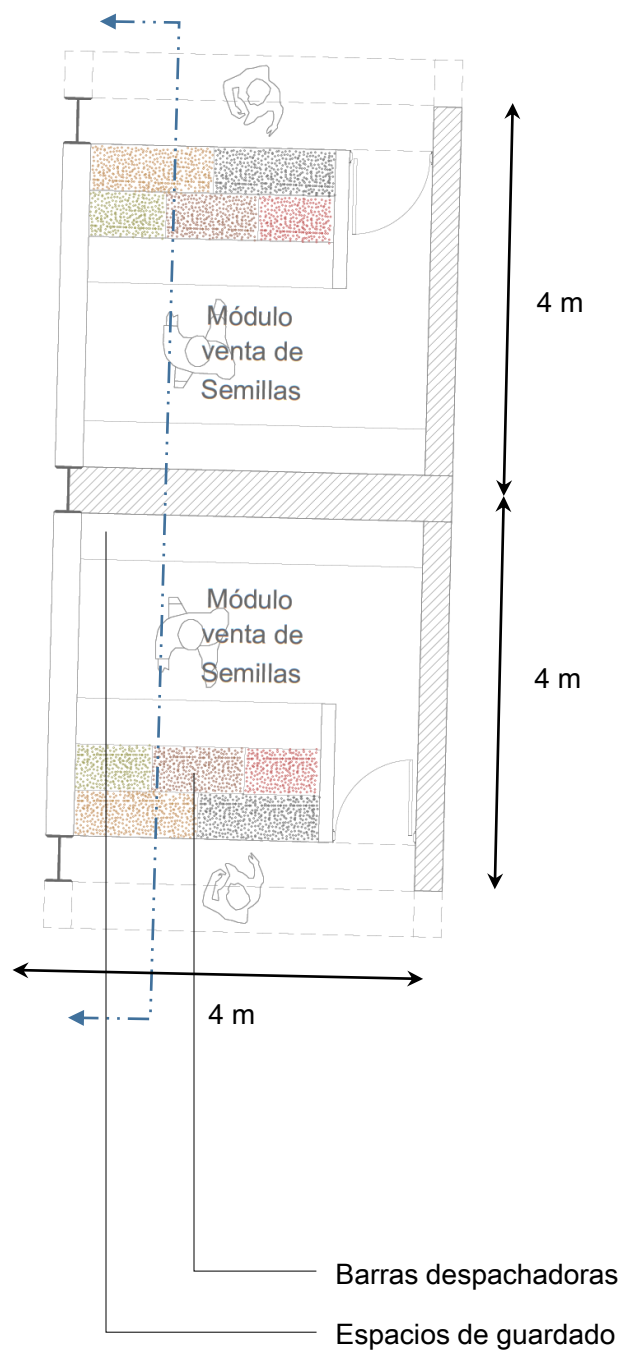 Módulo
venta de
Semillas
4 m
Módulo
venta de
Semillas
4 m
4 m
Barras despachadoras
Espacios de guardado